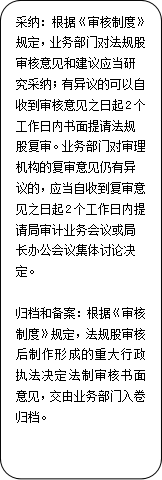 采纳：根据《审核制度》
规定，业务部门对法规股
审核意见和建议应当研
究采纳；有异议的可以自
收到审核意见之日起2个
工作日内书面提请法规
股复审。业务部门对审理
机构的复审意见仍有异
议的，应当自收到复审意
见之日起2个工作日内提
请局审计业务会议或局
长办公会议集体讨论决
定。
归档和备案：根据《审核
制度》规定，法规股审核
后制作形成的重大行政
执法决定法制审核书面
意见，交由业务部门入卷
归档。